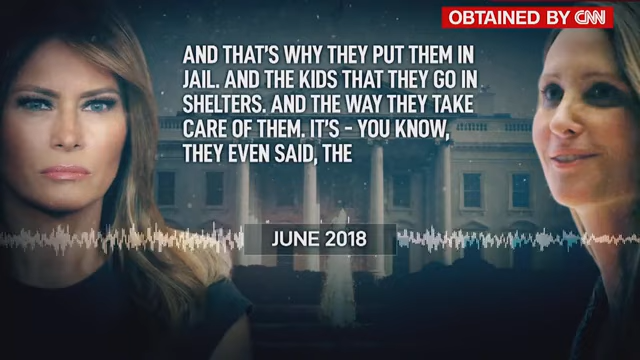 OBTAINED BY CNN
AND THAT'S WHY THEY PUT THEM IN
JAIL. AND THE KIDS THAT THEY GO IN
SHELTERS. AND THE WAY THEY TAKE
CARE OF THEM. IT'S - YOU KNOW,
THEY EVEN SAID, THE
JUNE 2018